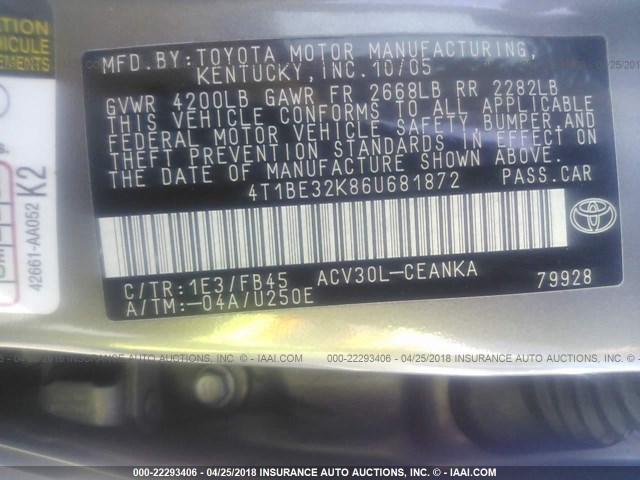 MFD.BY: TOYOTA MOTOR MANUFACTURING,
KENTUCKY, INC. 10/05
GVWR 4200LB GAWR FR 2668LB RR 2282LB
THIS VEHICLE CONFORMS TO ALL APPLICABLE
FEDERAL MOTOR VEHICLE SAFETY, BUMPER AND
THEFT PREVENTION STANDARDS IN EFFECT ON
THE DATE OF MANUFACTURE SHOWN ABOVE.
4T1BE32K86U681872 PASS.CAR
C/TR: 1E3/FB45 ACV30L-CEANKA 79928
A/TM:-04A/U250E
VEHICLE
42661-AA052
K2
000-22293406 - 04/25/2018 INSURANCE AUTO AUCTIONS - © - IAAI.COM
000-22293406 - 04/25/2018 INSURANCE AUTO AUCTIONS - © - IAAI.COM